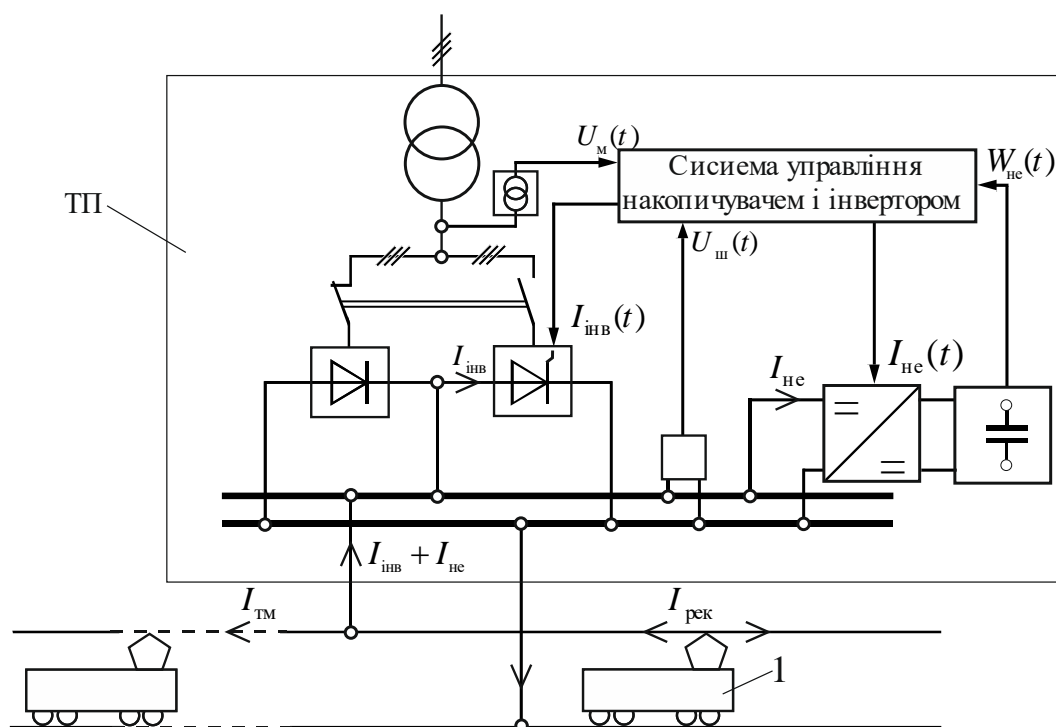 U_м(t)
Сисиема управління
накопичувачем і інвертором
W_не(t)
ТП
U_ш(t)
I_інв(t)
I_інв
I_не
I_не(t)
I_інв + I_не
I_тм
I_рек
1